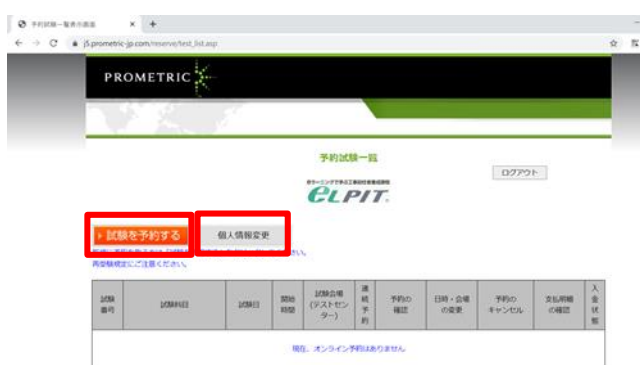 予約試験一覧表示画面
j5.prometric-jp.com/reserve/test_list.asp
PROMETRIC
予約試験一覧
ログアウト
ELPIT
試験を予約する
個人情報変更
再受験規定にご注意ください。
試験番号
試験科目
試験日
開始時間
試験会場(テストセンター)
連続予約
予約の確認
日時・会場の変更
予約のキャンセル
支払明細の確認
入金状態
現在、オンライン予約はありません